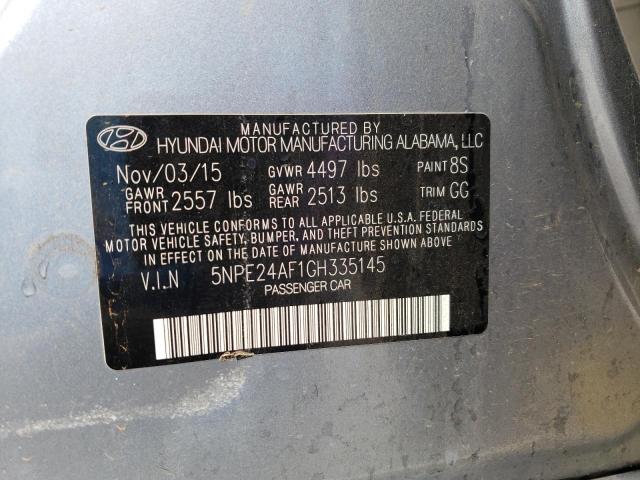 MANUFACTURED BY
HYUNDAI MOTOR MANUFACTURING ALABAMA, LLC
Nov/03/15 GVWR 4497 lbs PAINT 8S
GAWR FRONT 2557 lbs GAWR REAR 2513 lbs TRIM GG
THIS VEHICLE CONFORMS TO ALL APPLICABLE U.S.A. FEDERAL
MOTOR VEHICLE SAFETY, BUMPER, AND THEFT PREVENTION STANDARDS
IN EFFECT ON THE DATE OF MANUFACTURE SHOWN ABOVE.
V.I.N 5NPE24AF1GH335145
PASSENGER CAR